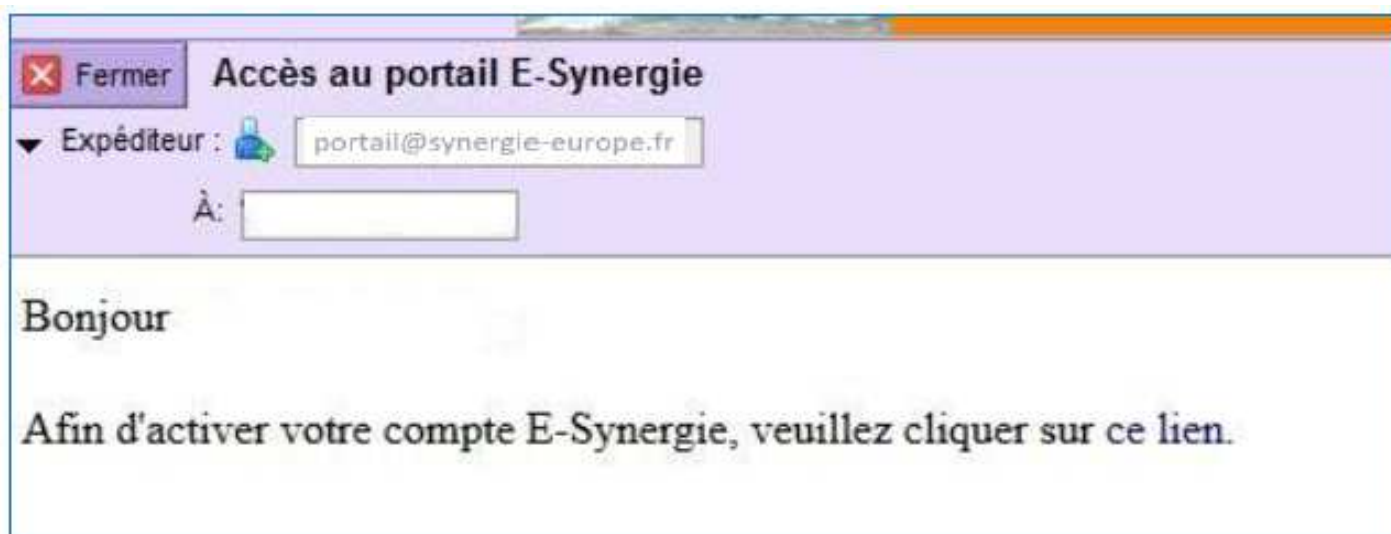 Fermer Accès au portail E-Synergie
Expéditeur : portail@synergie-europe.fr
À:
Bonjour
Afin d'activer votre compte E-Synergie, veuillez cliquer sur ce lien.